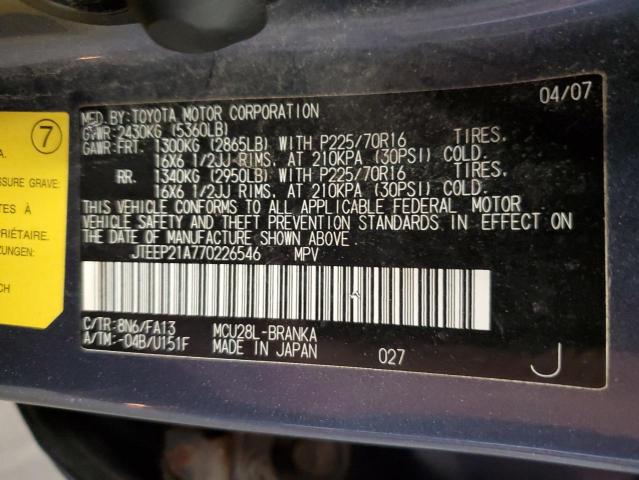 7
A.
SSURE GRAVE:
TES À
PRIÉTAIRE.
ZUNGEN:
CH
04/07
MFD. BY: TOYOTA MOTOR CORPORATION
GVWR: 2430KG (5360LB)
GAWR: FRT. 1300KG (2865LB) WITH P225/70R16 TIRES.
16X6 1/2JJ RIMS. AT 210KPA (30PSI) COLD.
RR. 1340KG (2950LB) WITH P225/70R16 TIRES.
16X6 1/2JJ RIMS. AT 210KPA (30PSI) COLD.
THIS VEHICLE CONFORMS TO ALL APPLICABLE FEDERAL MOTOR
VEHICLE SAFETY AND THEFT PREVENTION STANDARDS IN EFFECT ON
THE DATE OF MANUFACTURE SHOWN ABOVE.
JTEEP21A770226546 MPV
C/TR: 8N6/FA13 MCU28L-BRANKA
A/TM: -04B/U151F MADE IN JAPAN 027 J